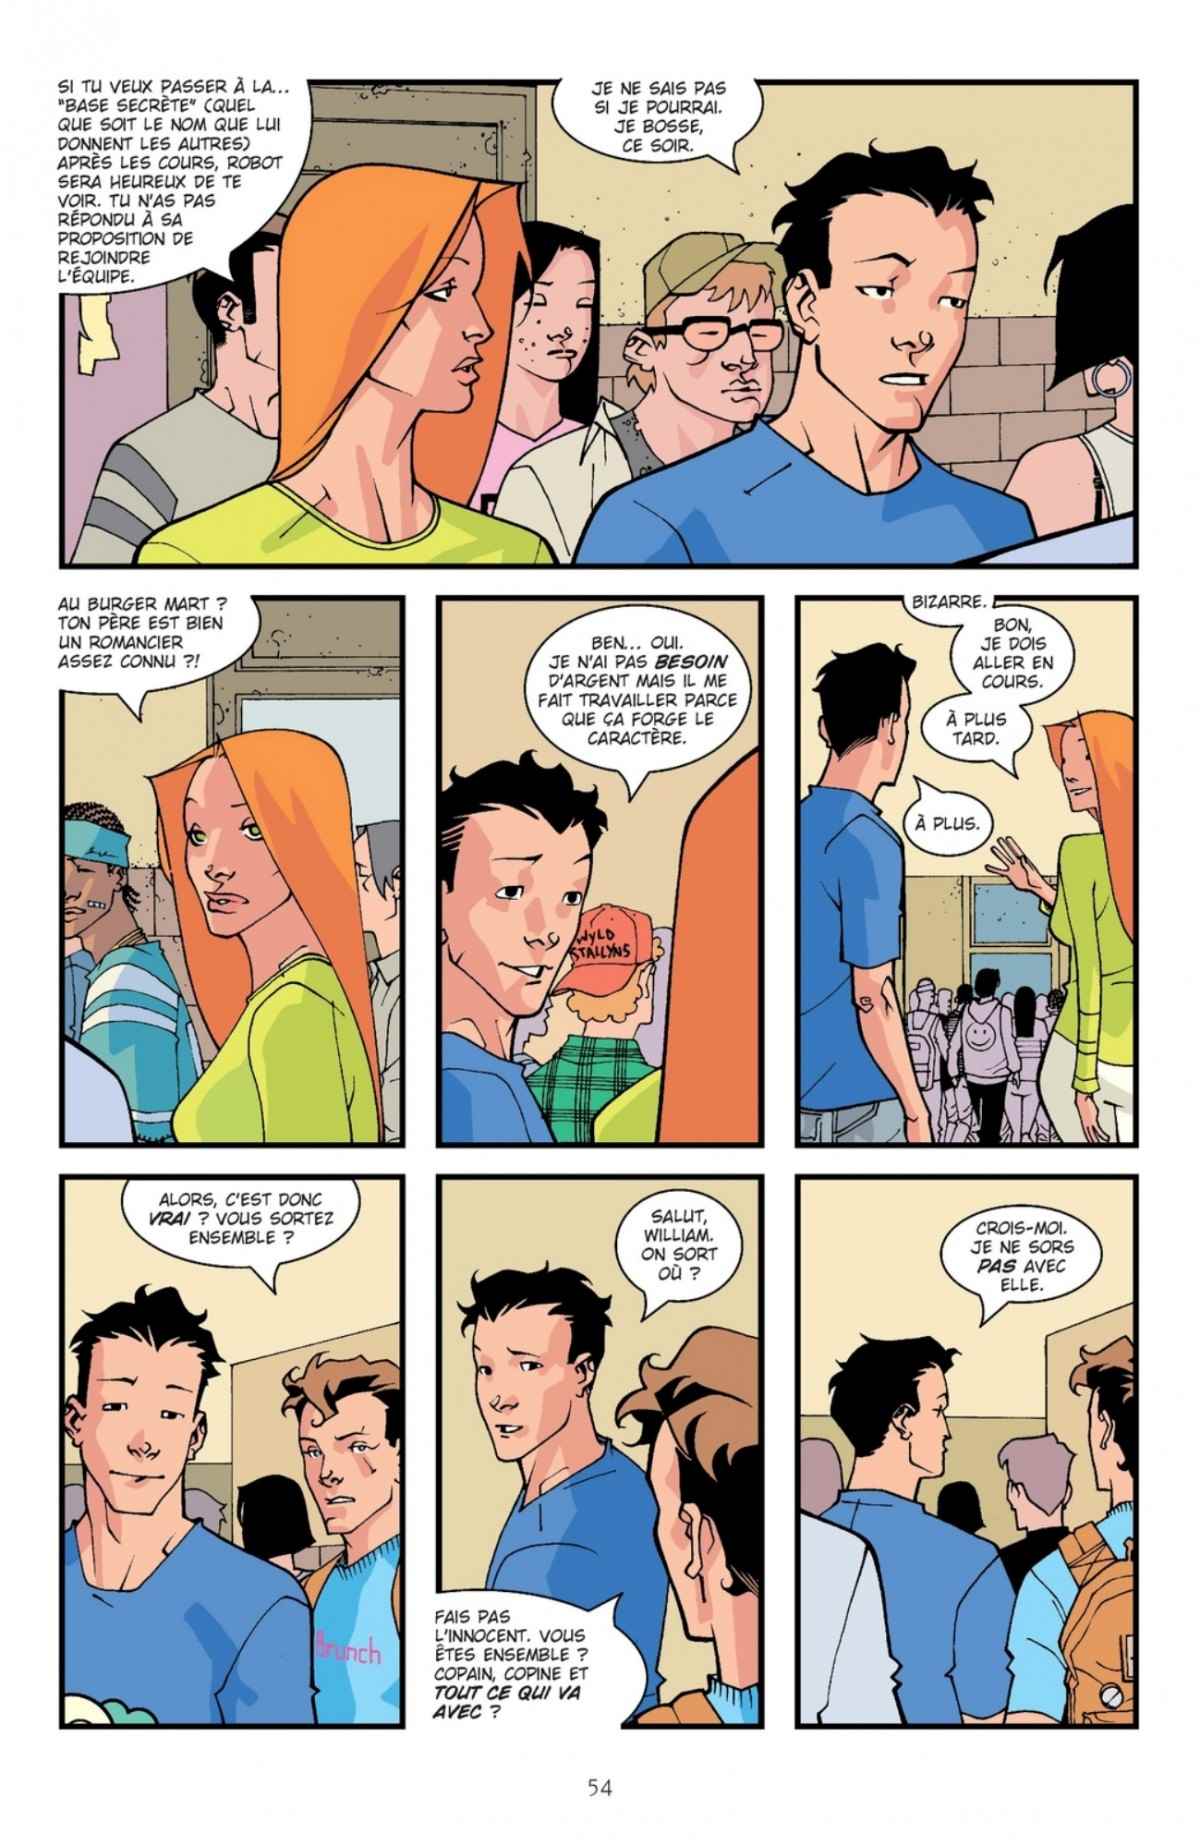 SI TU VEUX PASSER À LA...
"BASE SECRÈTE" (QUEL
QUE SOIT LE NOM QUE LUI
DONNENT LES AUTRES)
APRÈS LES COURS, ROBOT
SERA HEUREUX DE TE
VOIR. TU N'AS PAS
RÉPONDU À SA
PROPOSITION DE
REJOINDRE
L'ÉQUIPE.
JE NE SAIS PAS
SI JE POURRAI.
JE BOSSE,
CE SOIR.
AU BURGER MART ?
TON PÈRE EST BIEN
UN ROMANCIER
ASSEZ CONNU ?!
BEN... OUI.
JE N'AI PAS BESOIN
D'ARGENT MAIS IL ME
FAIT TRAVAILLER PARCE
QUE ÇA FORGE LE
CARACTÈRE.
WYLD
STALLYNS
BIZARRE.
BON,
JE DOIS
ALLER EN
COURS.
À PLUS
TARD.
À PLUS.
ALORS, C'EST DONC
VRAI ? VOUS SORTEZ
ENSEMBLE ?
Brunch
SALUT,
WILLIAM.
ON SORT
OÙ ?
FAIS PAS
L'INNOCENT. VOUS
ÊTES ENSEMBLE ?
COPAIN, COPINE ET
TOUT CE QUI VA
AVEC ?
CROIS-MOI.
JE NE SORS
PAS AVEC
ELLE.
54